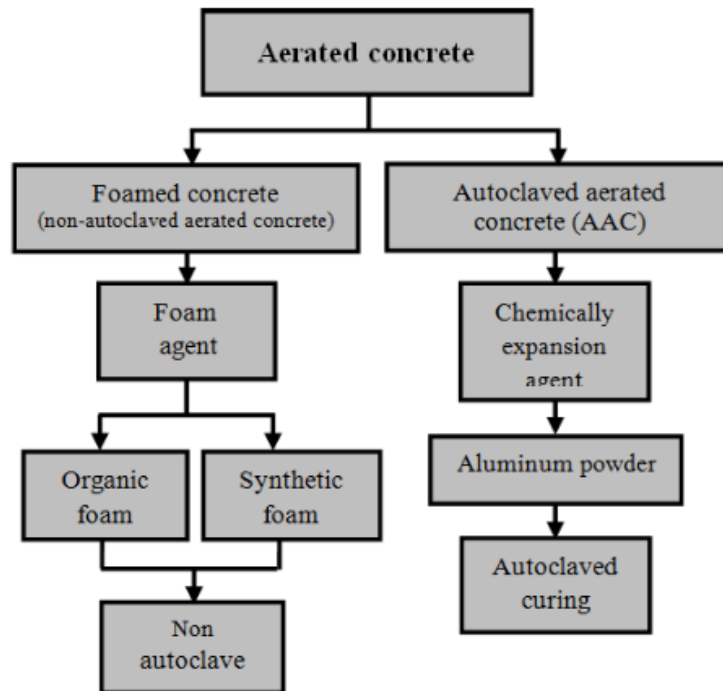 Aerated concrete
Foamed concrete
(non-autoclaved aerated concrete)
Autoclaved aerated
concrete (AAC)
Foam
agent
Chemically
expansion
agent
Organic
foam
Synthetic
foam
Aluminum powder
Non
autoclave
Autoclaved
curing